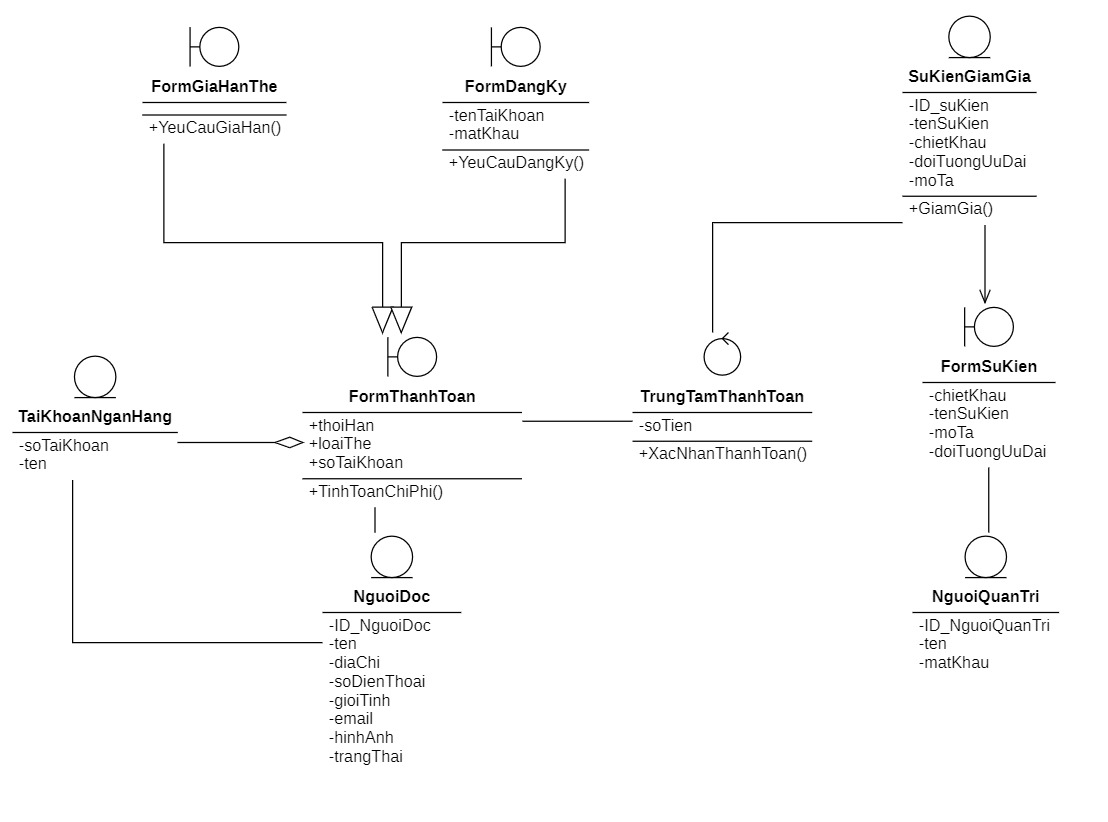 FormGiaHanThe
+YeuCauGiaHan()
FormDangKy
-tenTaiKhoan
-matKhau
+YeuCauDangKy()
SuKienGiamGia
-ID_suKien
-tenSuKien
-chietKhau
-doiTuongUuDai
-moTa
+GiamGia()
TaiKhoanNganHang
-soTaiKhoan
-ten
FormThanhToan
+thoiHan
+loaiThe
+soTaiKhoan
+TinhToanChiPhi()
TrungTamThanhToan
-soTien
+XacNhanThanhToan()
FormSuKien
-chietKhau
-tenSuKien
-moTa
-doiTuongUuDai
NguoiDoc
-ID_NguoiDoc
-ten
-diaChi
-soDienThoai
-gioiTinh
-email
-hinhAnh
-trangThai
NguoiQuanTri
-ID_NguoiQuanTri
-ten
-matKhau